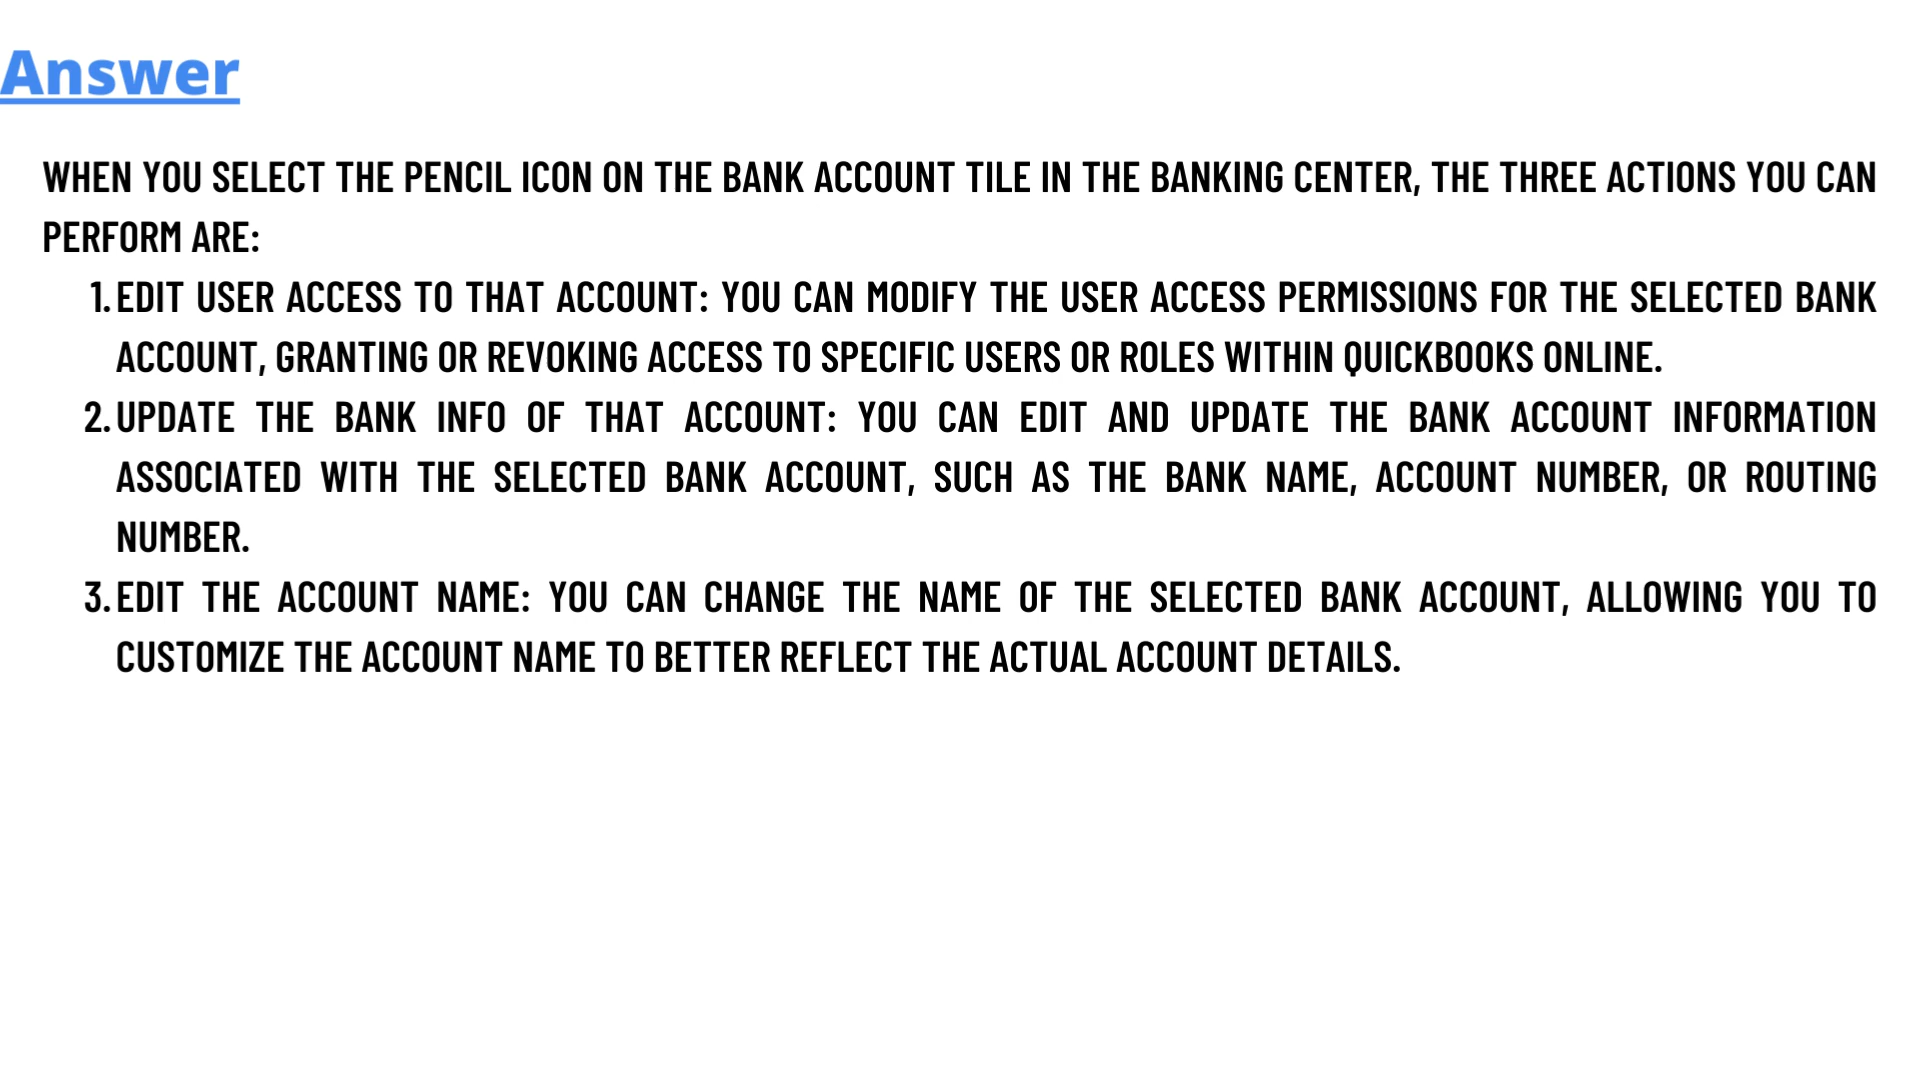 Answer
WHEN YOU SELECT THE PENCIL ICON ON THE BANK ACCOUNT TILE IN THE BANKING CENTER, THE THREE ACTIONS YOU CAN
PERFORM ARE:
1. EDIT USER ACCESS TO THAT ACCOUNT: YOU CAN MODIFY THE USER ACCESS PERMISSIONS FOR THE SELECTED BANK
ACCOUNT, GRANTING OR REVOKING ACCESS TO SPECIFIC USERS OR ROLES WITHIN QUICKBOOKS ONLINE.
2. UPDATE THE BANK INFO OF THAT ACCOUNT: YOU CAN EDIT AND UPDATE THE BANK ACCOUNT INFORMATION
ASSOCIATED WITH THE SELECTED BANK ACCOUNT, SUCH AS THE BANK NAME, ACCOUNT NUMBER, OR ROUTING
NUMBER.
3. EDIT THE ACCOUNT NAME: YOU CAN CHANGE THE NAME OF THE SELECTED BANK ACCOUNT, ALLOWING YOU TO
CUSTOMIZE THE ACCOUNT NAME TO BETTER REFLECT THE ACTUAL ACCOUNT DETAILS.